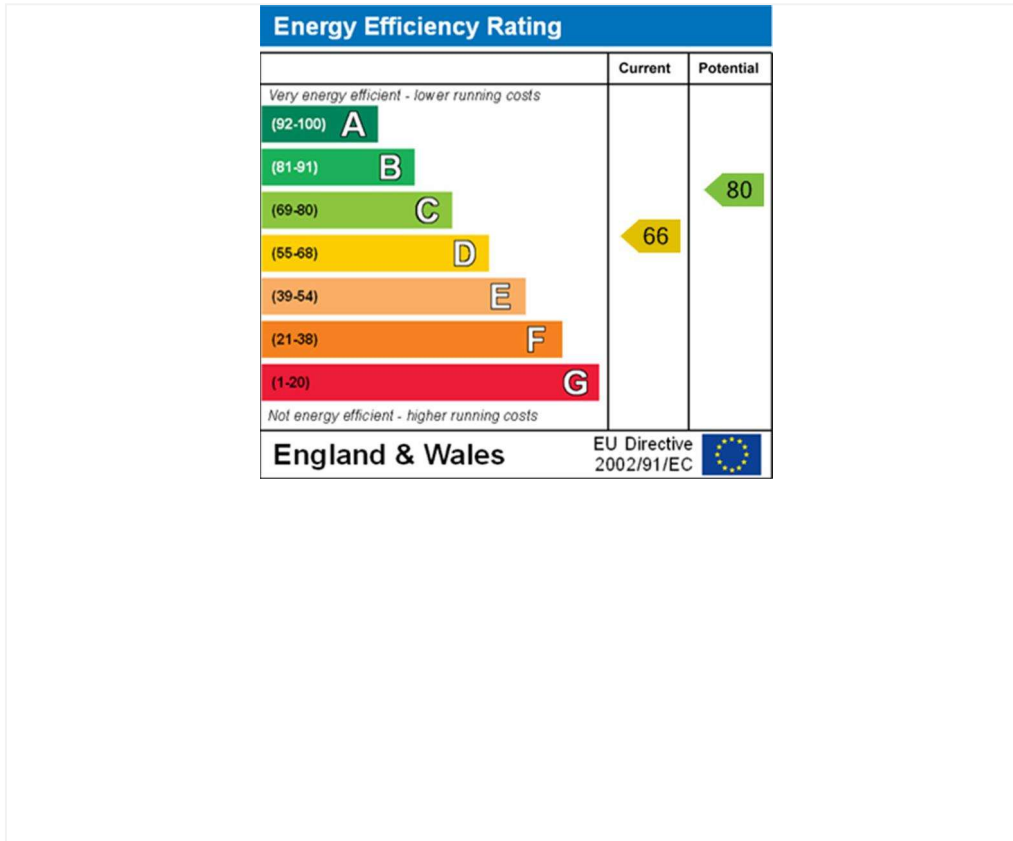 Energy Efficiency Rating
Current Potential
Very energy efficient - lower running costs
(92-100) A
(81-91) B
(69-80) C
80
(55-68) D
66
(39-54) E
(21-38) F
(1-20) G
Not energy efficient - higher running costs
England & Wales
EU Directive
2002/91/EC